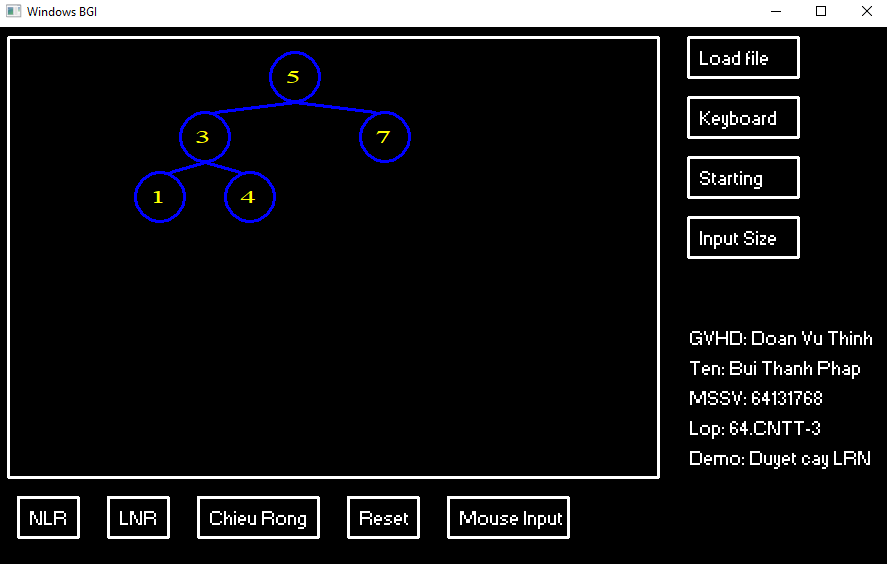 Windows BGI
5
3
7
1
4
Load file
Keyboard
Starting
Input Size
GVHD: Doan Vu Thinh
Ten: Bui Thanh Phap
MSSV: 64131768
Lop: 64.CNTT-3
Demo: Duyet cay LRN
NLR
LNR
Chieu Rong
Reset
Mouse Input